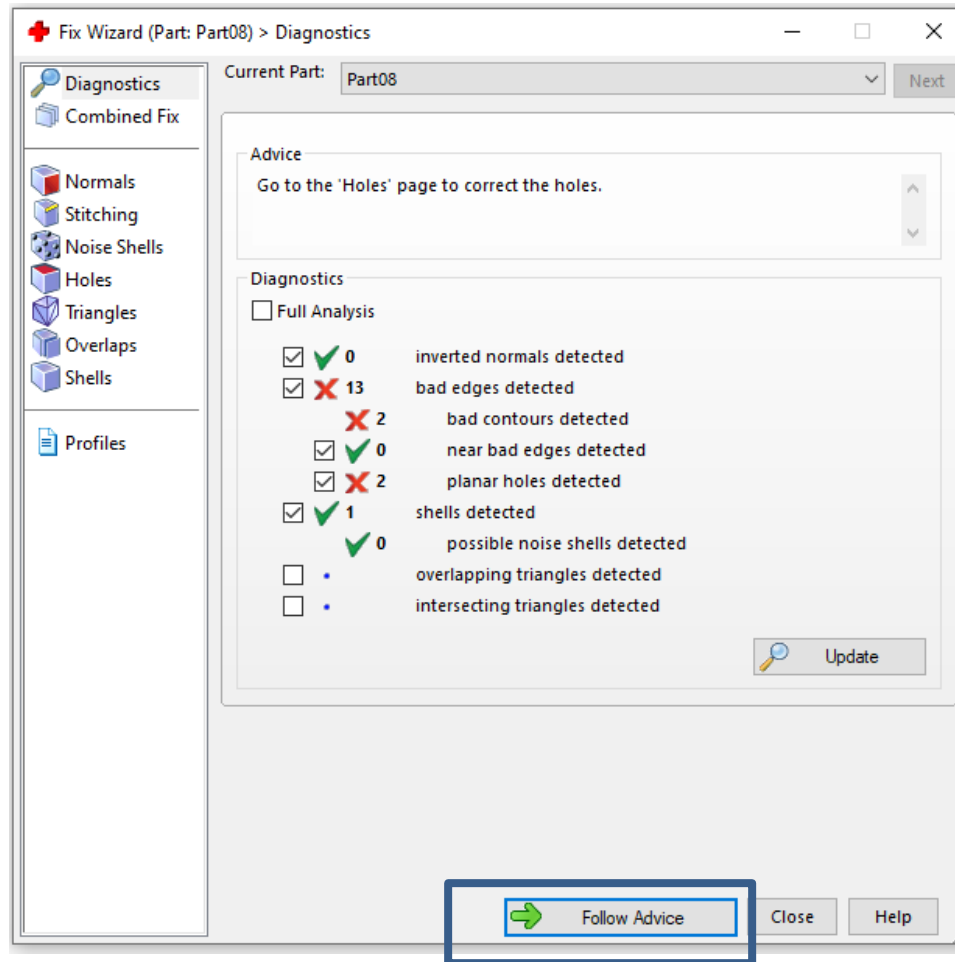 Fix Wizard (Part: Part08) > Diagnostics
Current Part: Part08 Next
Diagnostics
Combined Fix
Normals
Stitching
Noise Shells
Holes
Triangles
Overlaps
Shells
Profiles
Advice
Go to the 'Holes' page to correct the holes.
Diagnostics
Full Analysis
0 inverted normals detected
13 bad edges detected
2 bad contours detected
0 near bad edges detected
2 planar holes detected
1 shells detected
0 possible noise shells detected
overlapping triangles detected
intersecting triangles detected
Update
Follow Advice Close Help